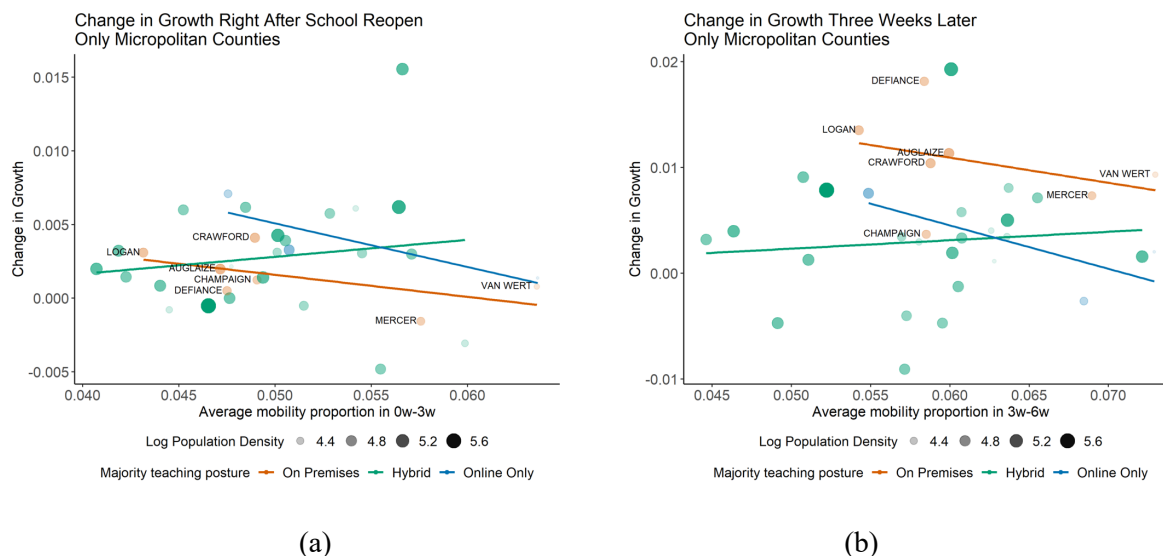 Change in Growth Right After School Reopen
Only Micropolitan Counties
Change in Growth
0.015
0.010
0.005
0.000
-0.005
LOGAN
CRAWFORD
AUGLAIZE
CHAMPAIGN
DEFIANCE
VAN WERT
MERCER
0.040 0.045 0.050 0.055 0.060
Average mobility proportion in 0w-3w
Log Population Density 4.4 4.8 5.2 5.6
Majority teaching posture On Premises Hybrid Online Only
(a)
Change in Growth Three Weeks Later
Only Micropolitan Counties
Change in Growth
0.02
0.01
0.00
-0.01
DEFIANCE
LOGAN
AUGLAIZE
CRAWFORD
VAN WERT
MERCER
CHAMPAIGN
0.045 0.050 0.055 0.060 0.065 0.070
Average mobility proportion in 3w-6w
Log Population Density 4.4 4.8 5.2 5.6
Majority teaching posture On Premises Hybrid Online Only
(b)